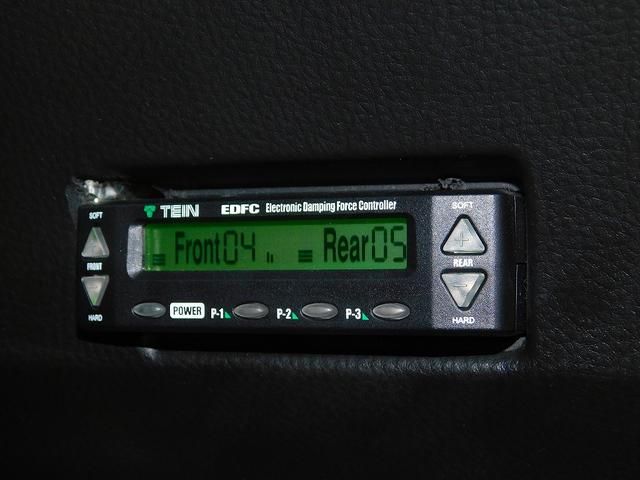 TEIN EDFC Electronic Damping Force Controller
SOFT
FRONT
HARD
Front04 Rear05
SOFT
+
REAR
-
HARD
POWER P-1 P-2 P-3